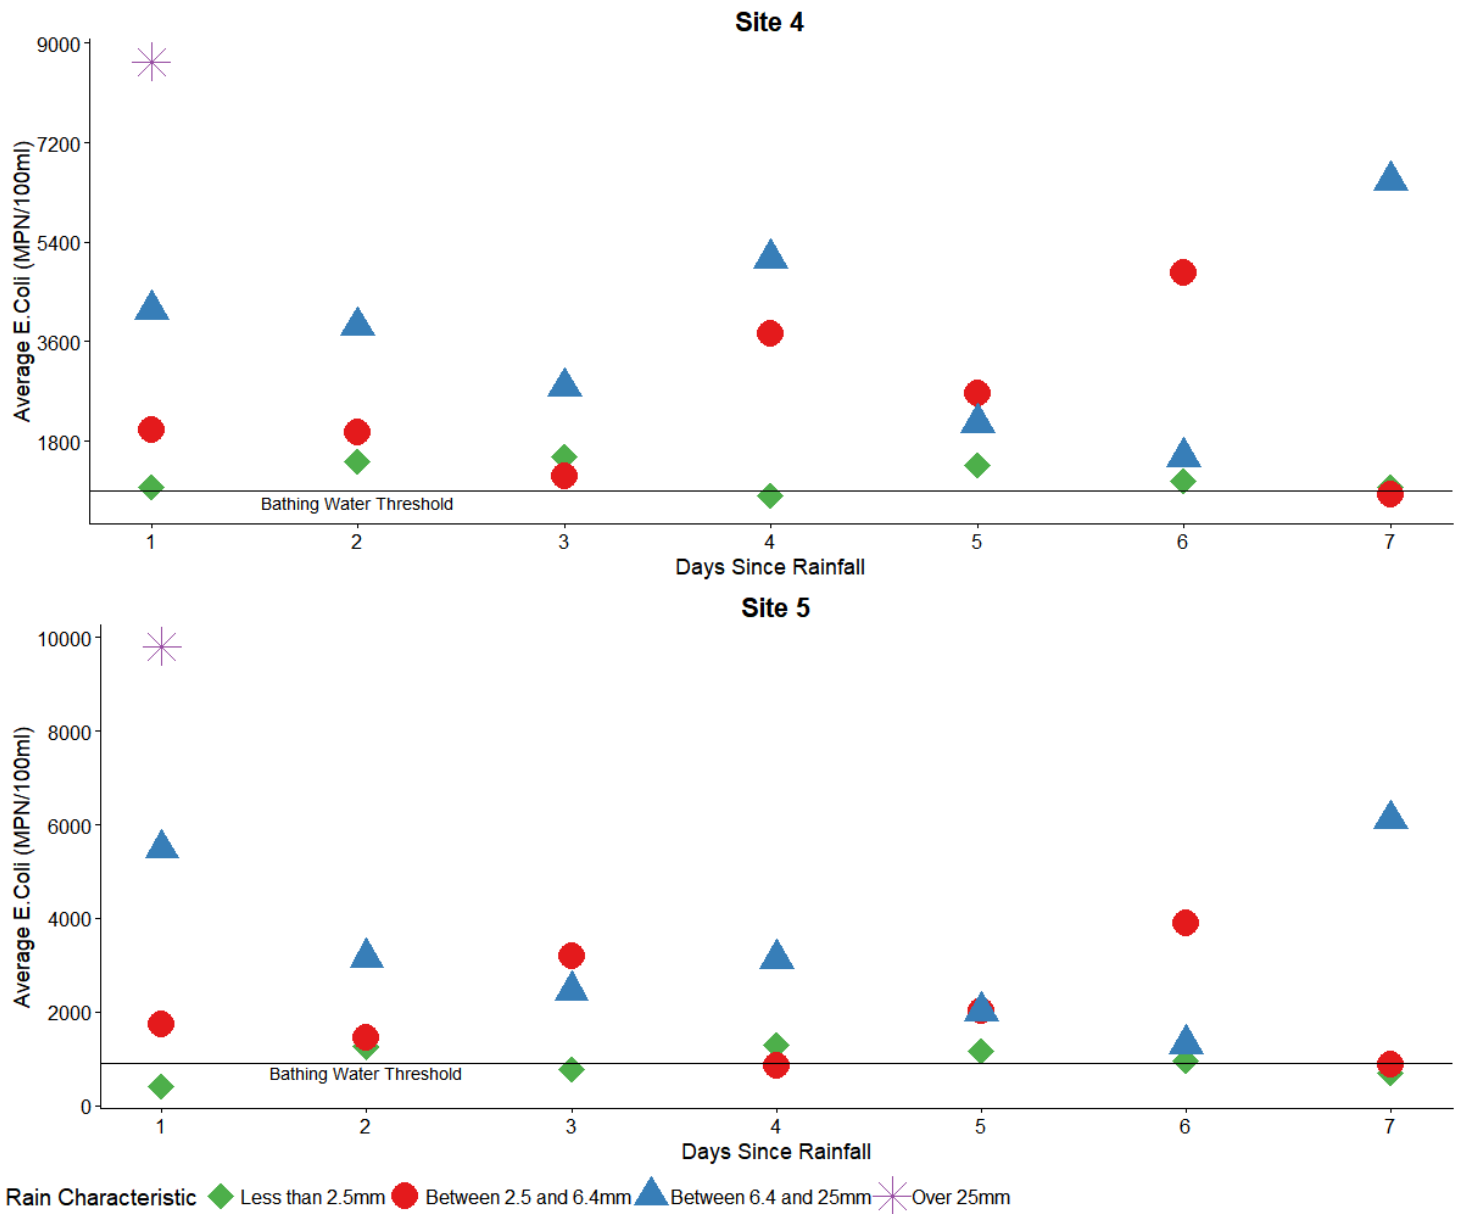 Site 4
Average E.Coli (MPN/100ml)
9000
7200
5400
3600
1800
Bathing Water Threshold
1 2 3 4 5 6 7
Days Since Rainfall
Site 5
Average E.Coli (MPN/100ml)
10000
8000
6000
4000
2000
0
Bathing Water Threshold
1 2 3 4 5 6 7
Days Since Rainfall
Rain Characteristic Less than 2.5mm Between 2.5 and 6.4mm Between 6.4 and 25mm Over 25mm